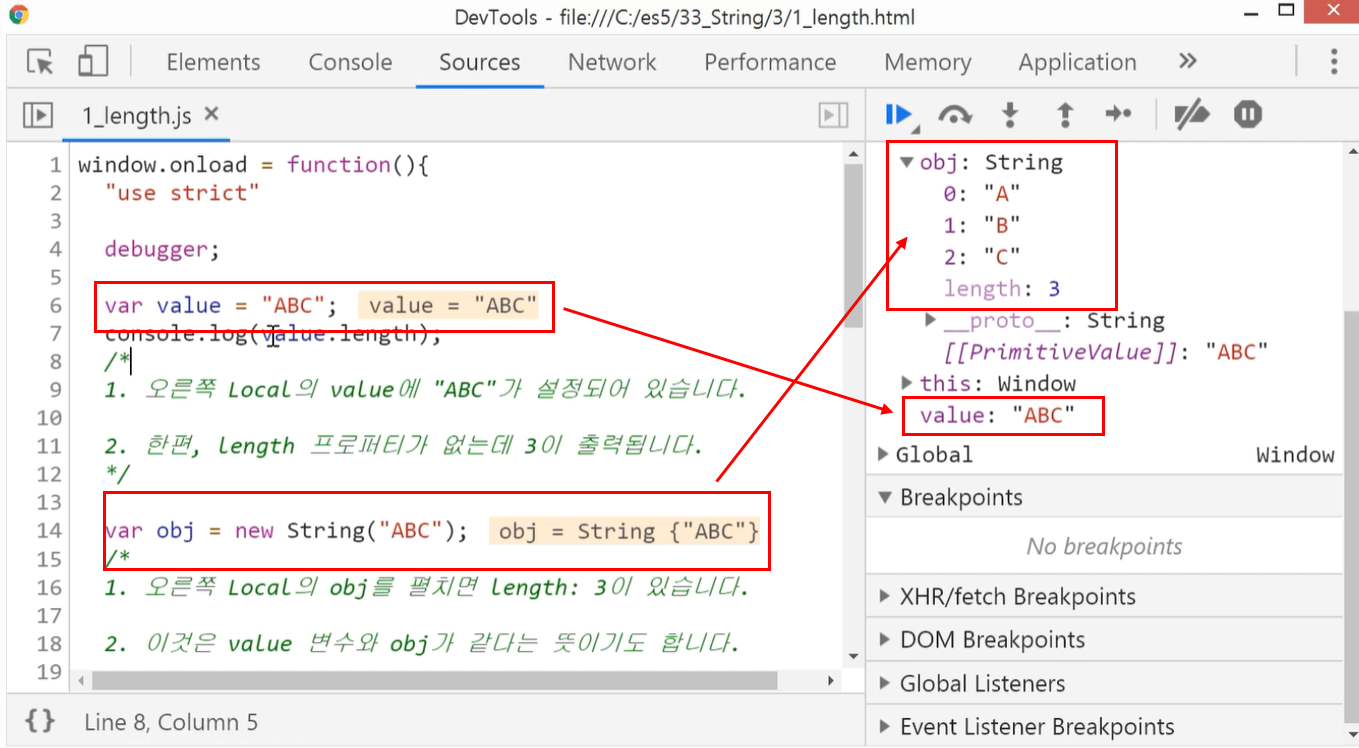 DevTools - file:///C:/es5/33_String/3/1_length.html
Elements Console Sources Network Performance Memory Application »
1_length.js ×
1 window.onload = function(){
2 "use strict"
3
4 debugger;
5
6 var value = "ABC"; value = "ABC"
7 console.log(value.length);
8 /*
9 1. 오른쪽 Local의 value에 "ABC"가 설정되어 있습니다.
10
11 2. 한편, length 프로퍼티가 없는데 3이 출력됩니다.
12 */
13
14 var obj = new String("ABC"); obj = String {"ABC"}
15 /*
16 1. 오른쪽 Local의 obj를 펼치면 length: 3이 있습니다.
17
18 2. 이것은 value 변수와 obj가 같다는 뜻이기도 합니다.
19
{} Line 8, Column 5
obj: String
0: "A"
1: "B"
2: "C"
length: 3
__proto__: String
[[PrimitiveValue]]: "ABC"
this: Window
value: "ABC"
Global Window
Breakpoints
No breakpoints
XHR/fetch Breakpoints
DOM Breakpoints
Global Listeners
Event Listener Breakpoints